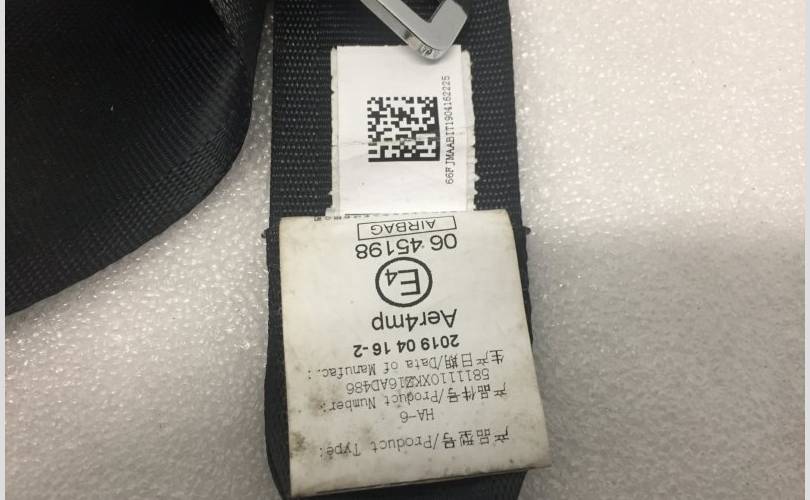 66FJMAABIT1904162225
产品型号/Product Type:
HA-6
产品件号/Product Number:
5811110XKZ16AD486
生产日期/Data of Manufac.:
2019 04 16-2
Aer4mp
E4
06 45198
AIRBAG